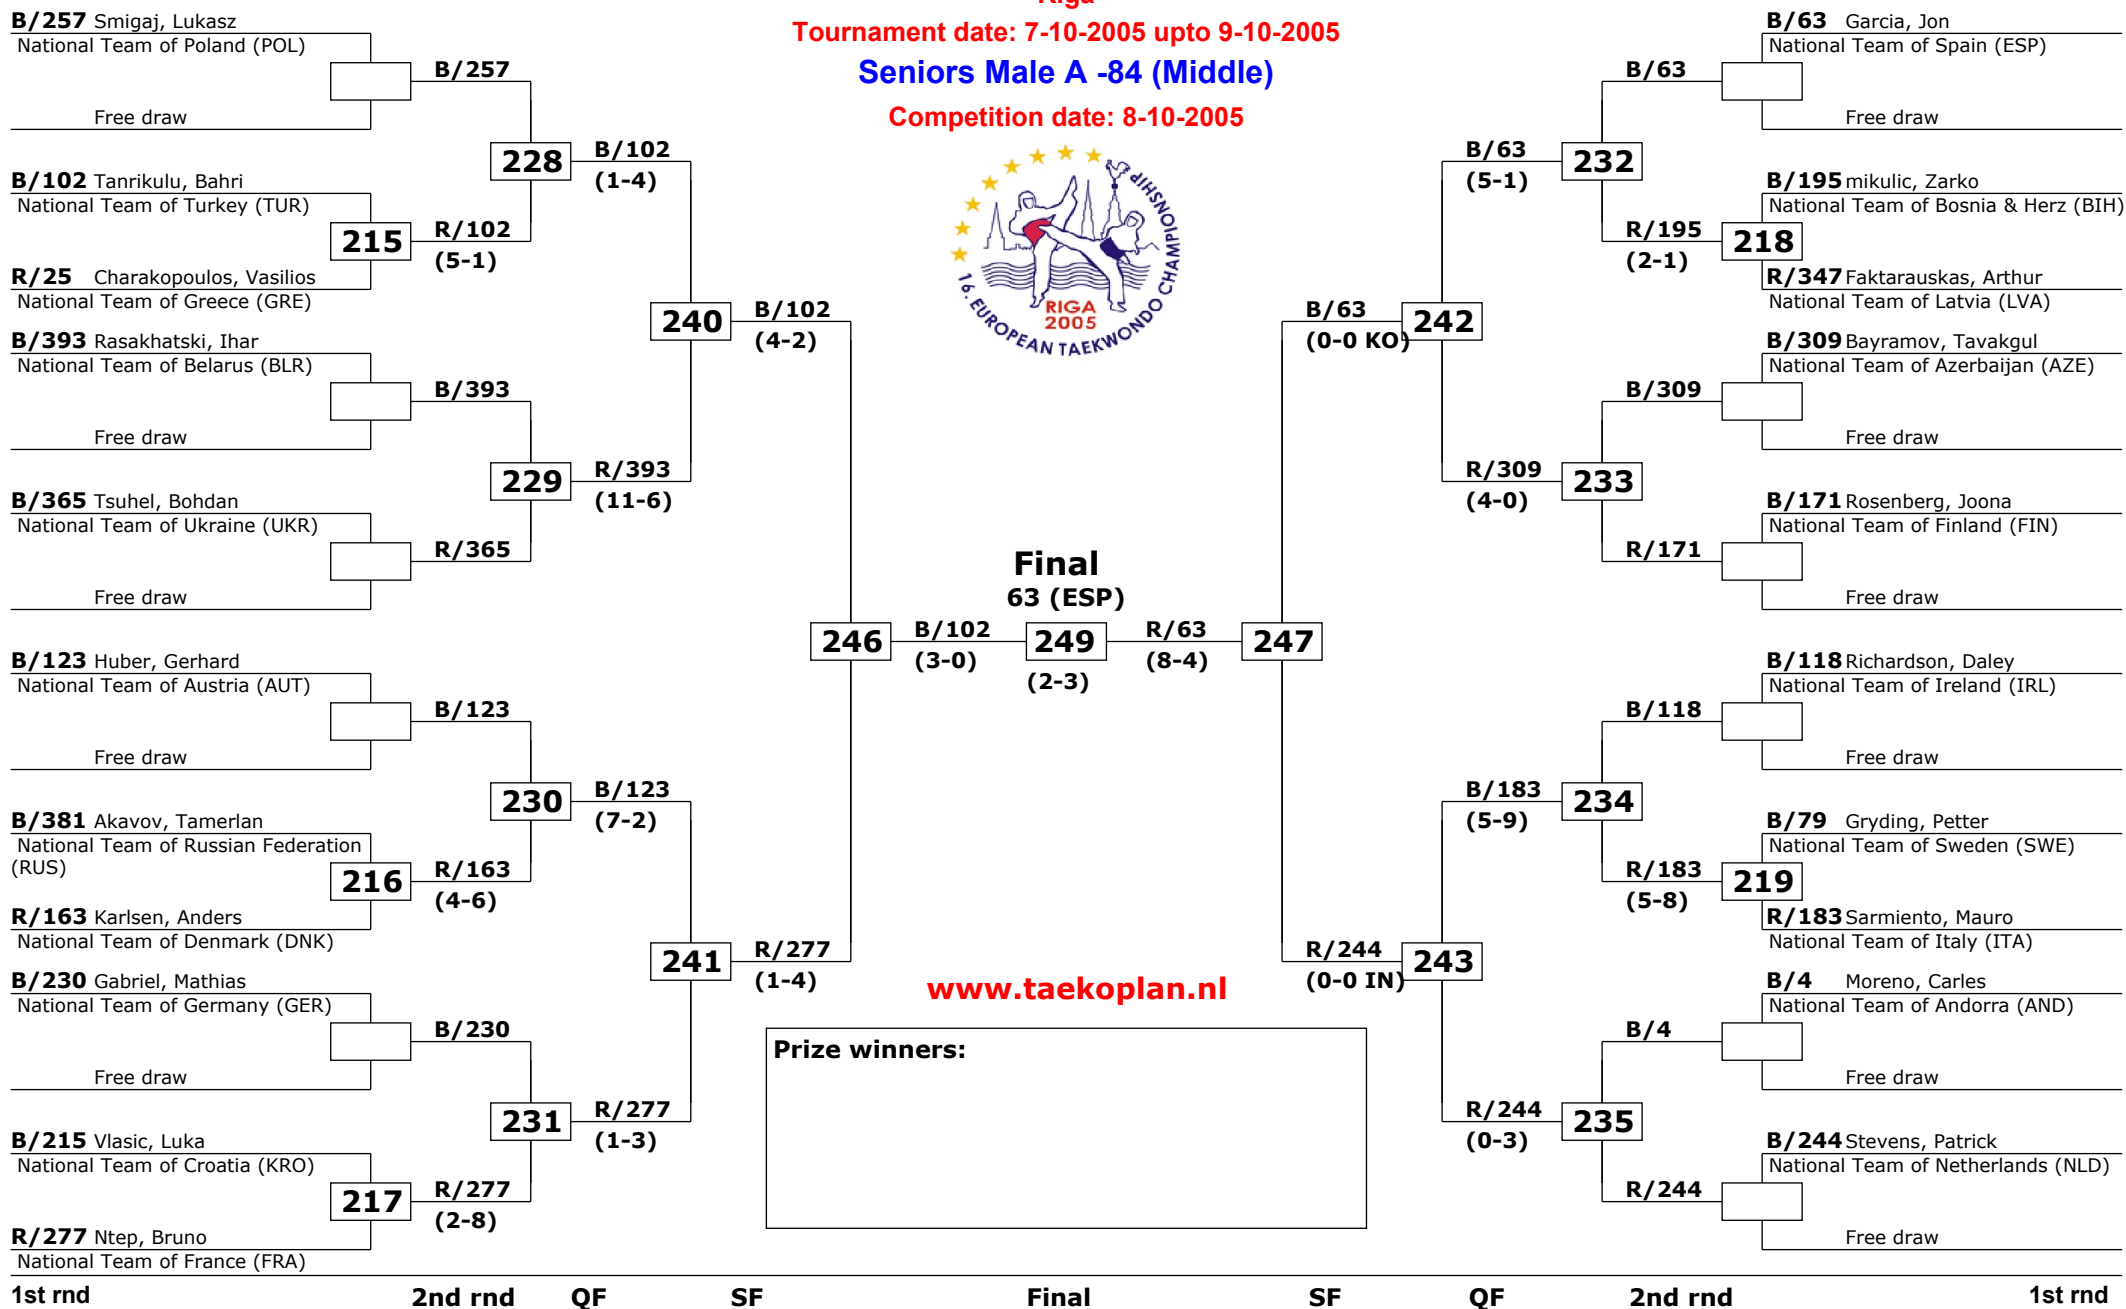 Riga
Tournament date: 7-10-2005 upto 9-10-2005
Seniors Male A -84 (Middle)
Competition date: 8-10-2005
16. EUROPEAN TAEKWONDO CHAMPIONSHIP
RIGA
2005
B/257 Smigaj, Lukasz
National Team of Poland (POL)
Free draw
B/257
B/102 Tanrikulu, Bahri
National Team of Turkey (TUR)
215
R/102
(5-1)
R/25 Charakopoulos, Vasilios
National Team of Greece (GRE)
228
B/102
(1-4)
B/393 Rasakhatski, Ihar
National Team of Belarus (BLR)
B/393
Free draw
229
R/393
(11-6)
B/365 Tsuhel, Bohdan
National Team of Ukraine (UKR)
R/365
Free draw
240
B/102
(4-2)
B/123 Huber, Gerhard
National Team of Austria (AUT)
B/123
Free draw
230
B/123
(7-2)
B/381 Akavov, Tamerlan
National Team of Russian Federation
(RUS)
216
R/163
(4-6)
R/163 Karlsen, Anders
National Team of Denmark (DNK)
241
R/277
(1-4)
B/230 Gabriel, Mathias
National Team of Germany (GER)
B/230
Free draw
231
R/277
(1-3)
B/215 Vlasic, Luka
National Team of Croatia (KRO)
217
R/277
(2-8)
R/277 Ntep, Bruno
National Team of France (FRA)
246
B/102
(3-0)
Final
63 (ESP)
249
(2-3)
R/63
(8-4)
247
B/63 Garcia, Jon
National Team of Spain (ESP)
B/63
Free draw
B/63
(5-1)
232
B/195 mikulic, Zarko
National Team of Bosnia & Herz (BIH)
R/195
(2-1)
218
R/347 Faktarauskas, Arthur
National Team of Latvia (LVA)
B/63
(0-0 KO)
242
B/309 Bayramov, Tavakgul
National Team of Azerbaijan (AZE)
B/309
Free draw
R/309
(4-0)
233
B/171 Rosenberg, Joona
National Team of Finland (FIN)
R/171
Free draw
B/118 Richardson, Daley
National Team of Ireland (IRL)
B/118
Free draw
B/183
(5-9)
234
B/79 Gryding, Petter
National Team of Sweden (SWE)
R/183
(5-8)
219
R/183 Sarmiento, Mauro
National Team of Italy (ITA)
R/244
(0-0 IN)
243
B/4 Moreno, Carles
National Team of Andorra (AND)
B/4
Free draw
R/244
(0-3)
235
B/244 Stevens, Patrick
National Team of Netherlands (NLD)
R/244
Free draw
www.taekoplan.nl
Prize winners:
1st rnd 2nd rnd QF SF Final SF QF 2nd rnd 1st rnd